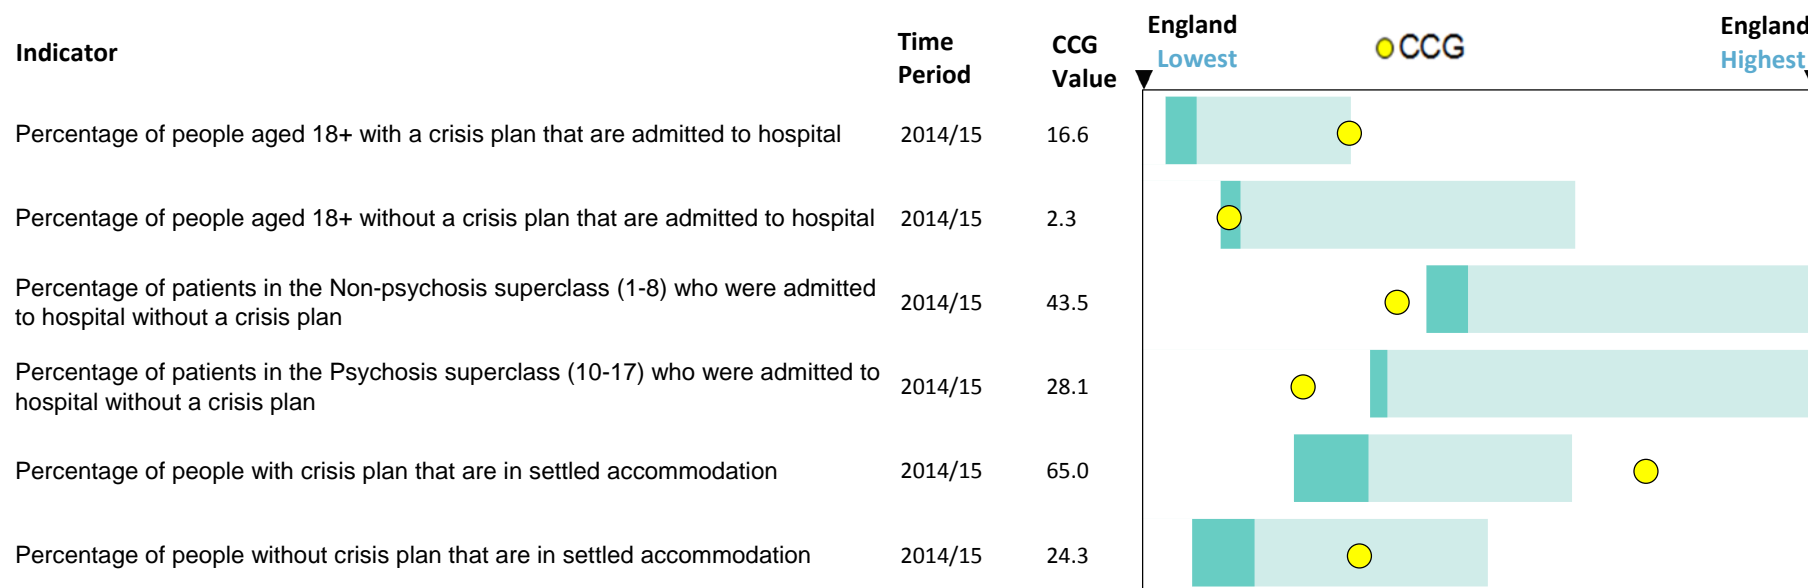 Indicator
Time Period
CCG Value
England Lowest
CCG
England Highest
Percentage of people aged 18+ with a crisis plan that are admitted to hospital 2014/15 16.6
Percentage of people aged 18+ without a crisis plan that are admitted to hospital 2014/15 2.3
Percentage of patients in the Non-psychosis superclass (1-8) who were admitted
to hospital without a crisis plan 2014/15 43.5
Percentage of patients in the Psychosis superclass (10-17) who were admitted to
hospital without a crisis plan 2014/15 28.1
Percentage of people with crisis plan that are in settled accommodation 2014/15 65.0
Percentage of people without crisis plan that are in settled accommodation 2014/15 24.3